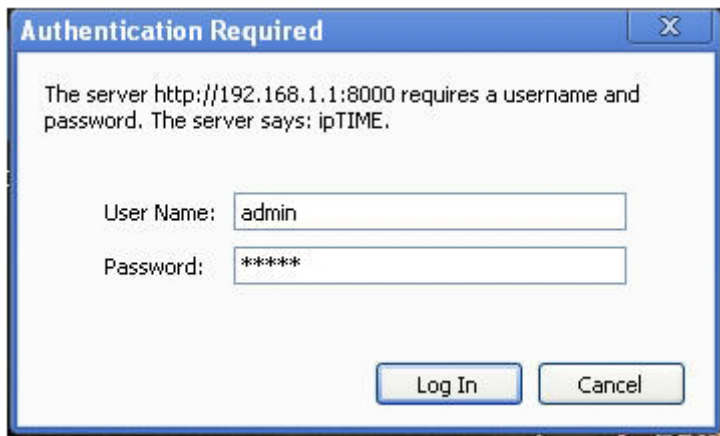 Authentication Required
The server http://192.168.1.1:8000 requires a username and
password. The server says: ipTIME.
User Name: admin
Password: *****
Log In Cancel